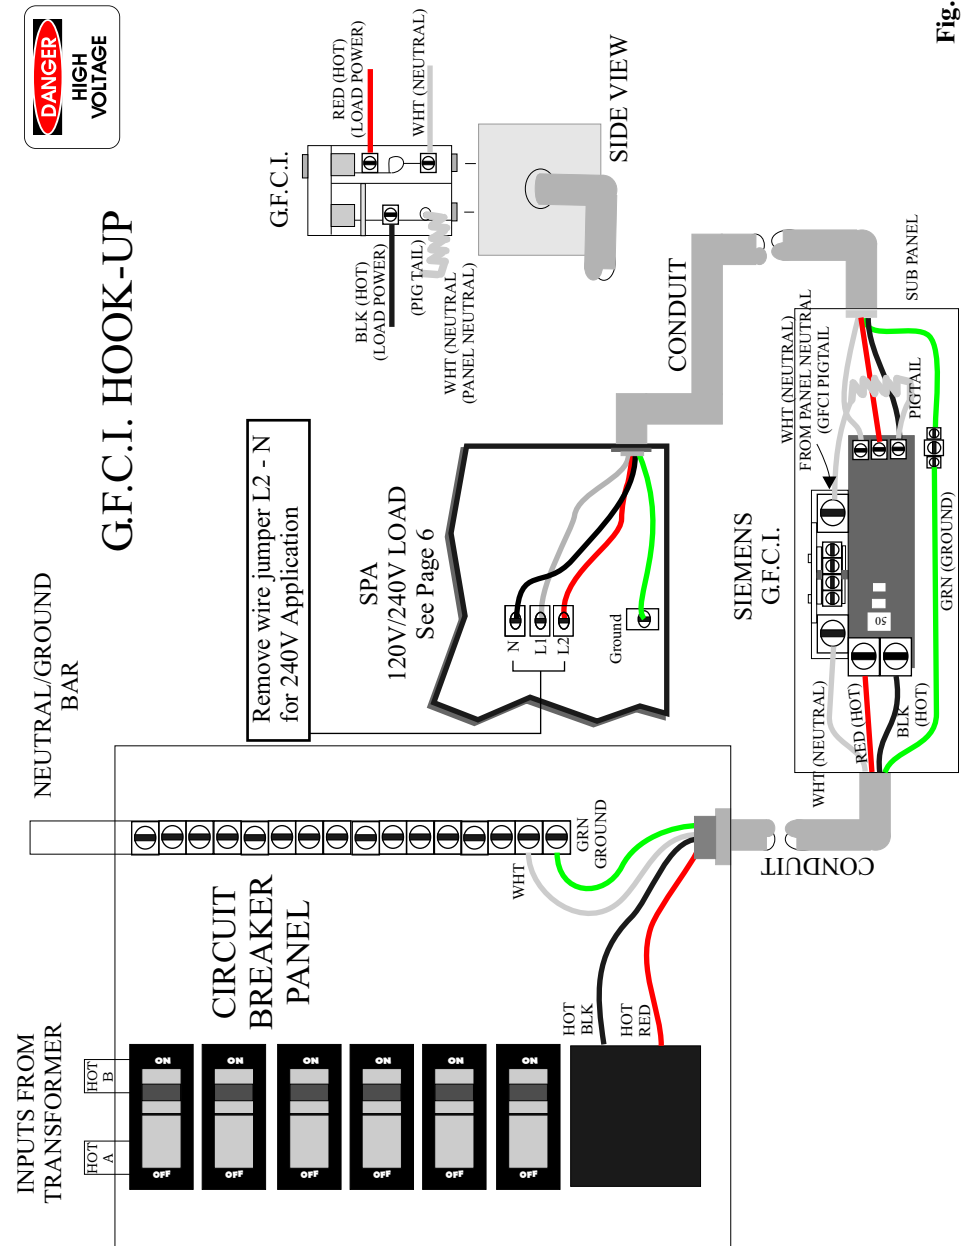 DANGER
HIGH
VOLTAGE
Fig.
G.F.C.I. HOOK-UP
G.F.C.I.
RED (HOT)
(LOAD POWER)
WHT (NEUTRAL)
BLK (HOT)
(LOAD POWER)
(PIG TAIL)
WHT (NEUTRAL
(PANEL NEUTRAL)
SIDE VIEW
NEUTRAL/GROUND
BAR
Remove wire jumper L2 - N
for 240V Application
SPA
120V/240V LOAD
See Page 6
N
L1
L2
Ground
CONDUIT
INPUTS FROM
TRANSFORMER
HOT
A
HOT
B
CIRCUIT
BREAKER
PANEL
OFF
ON
OFF
ON
OFF
ON
OFF
ON
OFF
ON
OFF
ON
HOT
BLK
HOT
RED
WHT
GRN
GROUND
CONDUIT
SIEMENS
G.F.C.I.
WHT (NEUTRAL)
FROM PANEL NEUTRAL
(GFCI PIGTAIL
SUB PANEL
WHT (NEUTRAL)
RED (HOT)
BLK
(HOT)
50
PIGTAIL
GRN (GROUND)